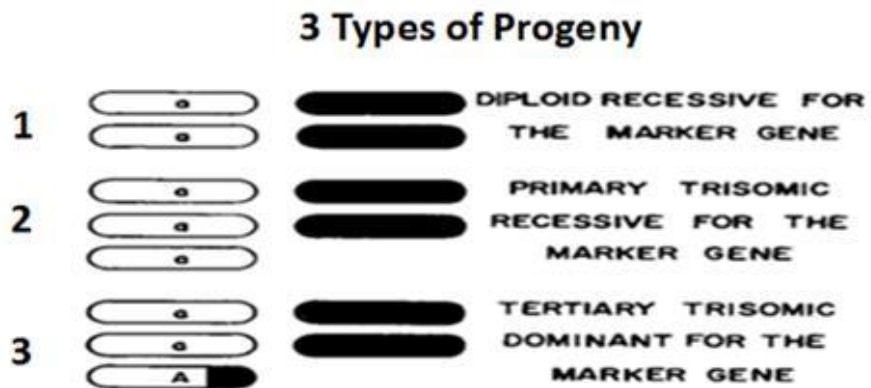 3 Types of Progeny
1
a
a
DIPLOID RECESSIVE FOR
THE MARKER GENE
2
a
a
a
PRIMARY TRISOMIC
RECESSIVE FOR THE
MARKER GENE
3
a
a
A
TERTIARY TRISOMIC
DOMINANT FOR THE
MARKER GENE